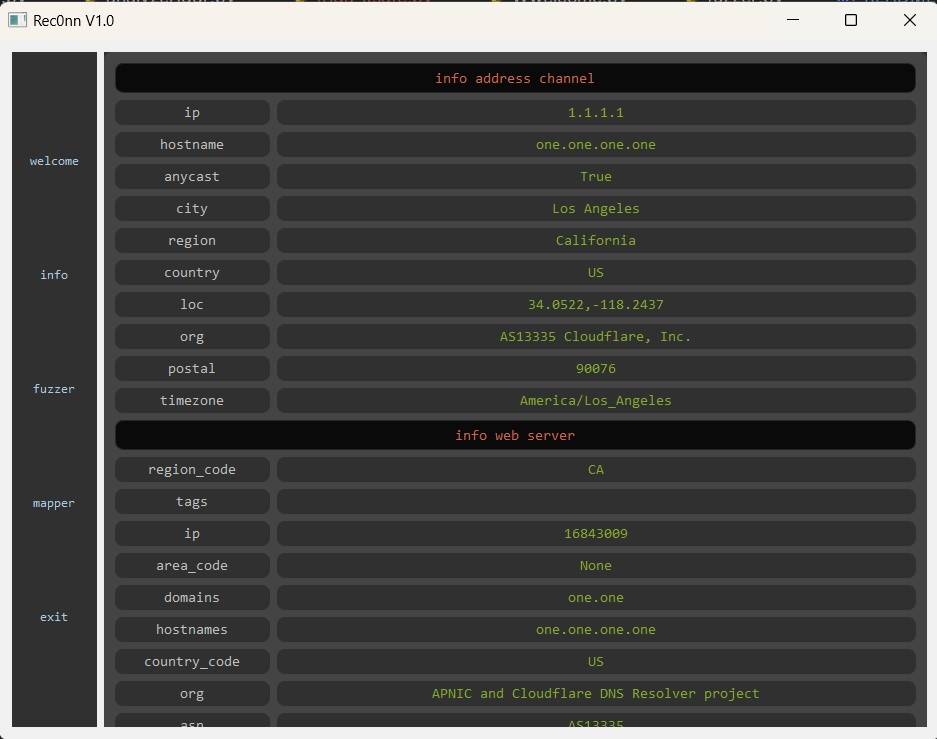 Rec0nn V1.0
welcome
info
fuzzer
mapper
exit
info address channel
ip 1.1.1.1
hostname one.one.one.one
anycast True
city Los Angeles
region California
country US
loc 34.0522,-118.2437
org AS13335 Cloudflare, Inc.
postal 90076
timezone America/Los_Angeles
info web server
region_code CA
tags
ip 16843009
area_code None
domains one.one
hostnames one.one.one.one
country_code US
org APNIC and Cloudflare DNS Resolver project
asn AS13335